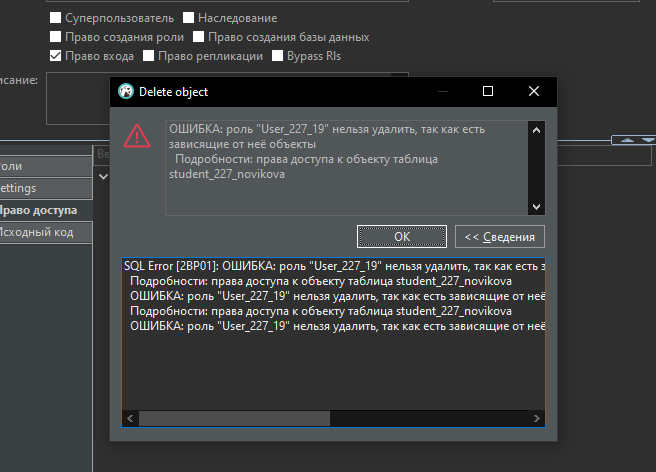 Суперпользователь Наследование
Право создания роли Право создания базы данных
Право входа Право репликации Bypass Rls
исание:
Delete object
ОШИБКА: роль "User_227_19" нельзя удалить, так как есть
зависящие от неё объекты
Подробности: права доступа к объекту таблица
student_227_novikova
OK << Сведения
SQL Error [2BP01]: ОШИБКА: роль "User_227_19" нельзя удалить, так как есть з
Подробности: права доступа к объекту таблица student_227_novikova
ОШИБКА: роль "User_227_19" нельзя удалить, так как есть зависящие от неё
Подробности: права доступа к объекту таблица student_227_novikova
ОШИБКА: роль "User_227_19" нельзя удалить, так как есть зависящие от неё
оли
ettings
Право доступа
Исходный код